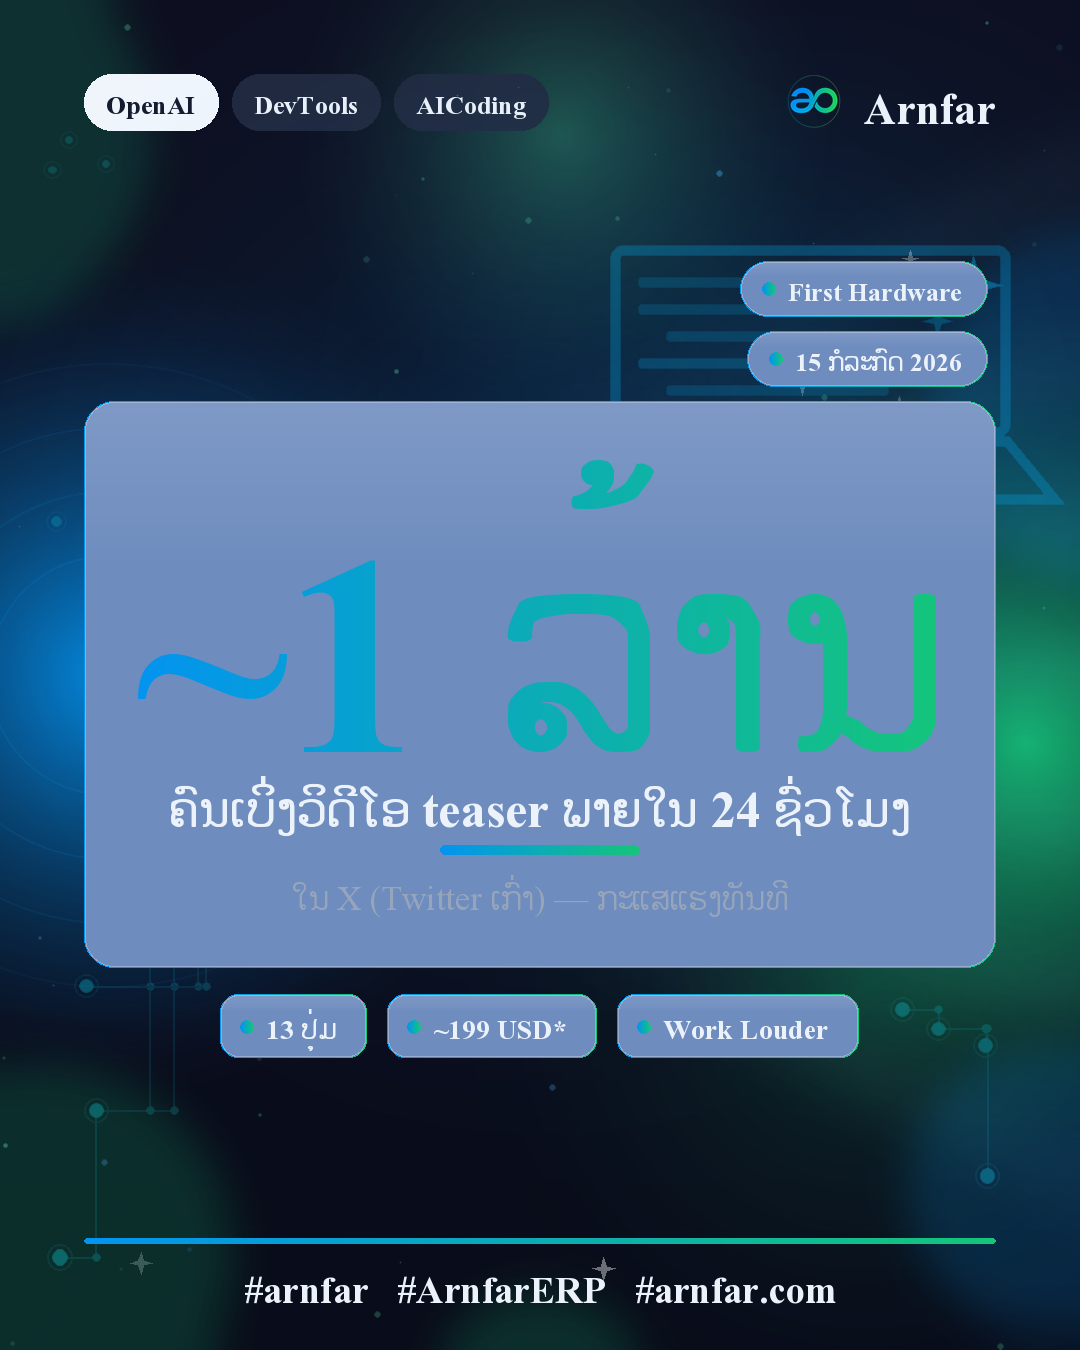 OpenAI DevTools AICoding
Arnfar
First Hardware
15 ກໍລະກົດ 2026
~1 ລ້ານ
ຄົນເບິ່ງວິດີໂອ teaser ພາຍໃນ 24 ຊົ່ວໂມງ
ໃນ X (Twitter ເກົ່າ) — ກະແສແຮງທັນທີ
13 ປຸ່ມ ~199 USD* Work Louder
#arnfar #ArnfarERP #arnfar.com